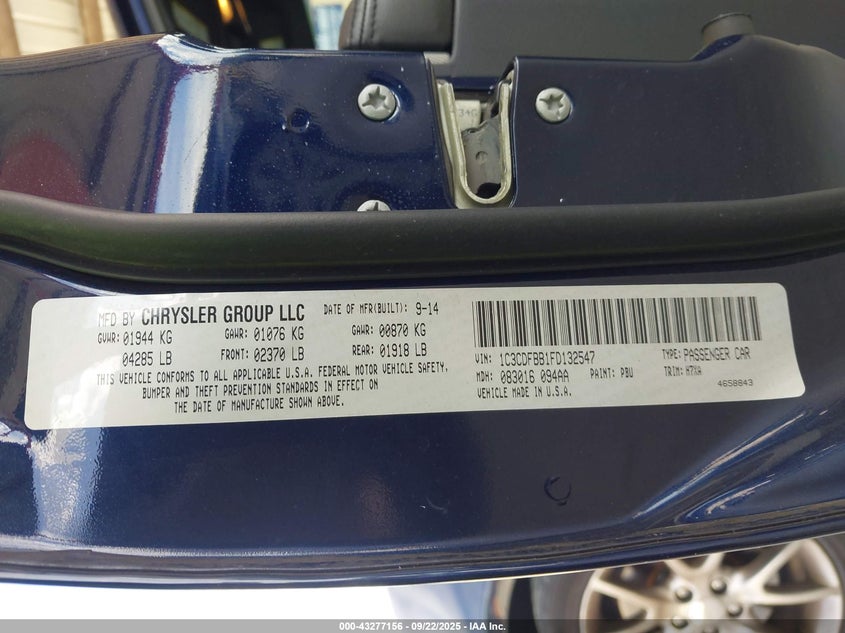 34G
MFD BY CHRYSLER GROUP LLC DATE OF MFR(BUILT): 9-14
GVWR: 01944 KG GAWR: 01076 KG GAWR: 00870 KG
04285 LB FRONT: 02370 LB REAR: 01918 LB
THIS VEHICLE CONFORMS TO ALL APPLICABLE U.S.A. FEDERAL MOTOR VEHICLE SAFETY,
BUMPER AND THEFT PREVENTION STANDARDS IN EFFECT ON
THE DATE OF MANUFACTURE SHOWN ABOVE.
VIN: 1C3CDFBB1FD132547 TYPE: PASSENGER CAR
MDH: 083016 094AA PAINT: PBU TRIM: H7XA
VEHICLE MADE IN U.S.A. 4658843
000-43277156 - 09/22/2025 - IAA Inc.